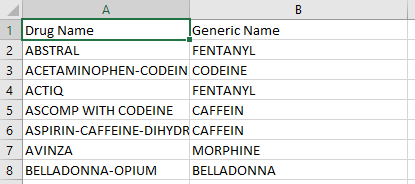 A B
1 Drug Name Generic Name
2 ABSTRAL FENTANYL
3 ACETAMINOPHEN-CODEIN CODEINE
4 ACTIQ FENTANYL
5 ASCOMP WITH CODEINE CAFFEIN
6 ASPIRIN-CAFFEINE-DIHYDR CAFFEIN
7 AVINZA MORPHINE
8 BELLADONNA-OPIUM BELLADONNA